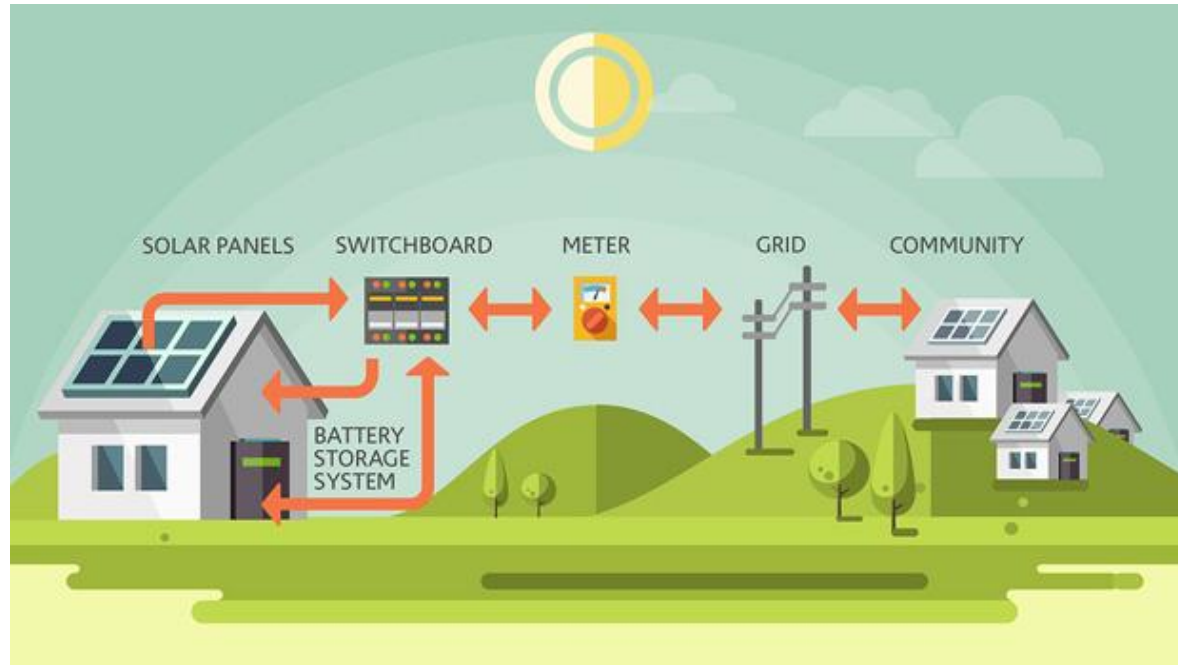 SOLAR PANELS
SWITCHBOARD
METER
GRID
COMMUNITY
BATTERY
STORAGE
SYSTEM